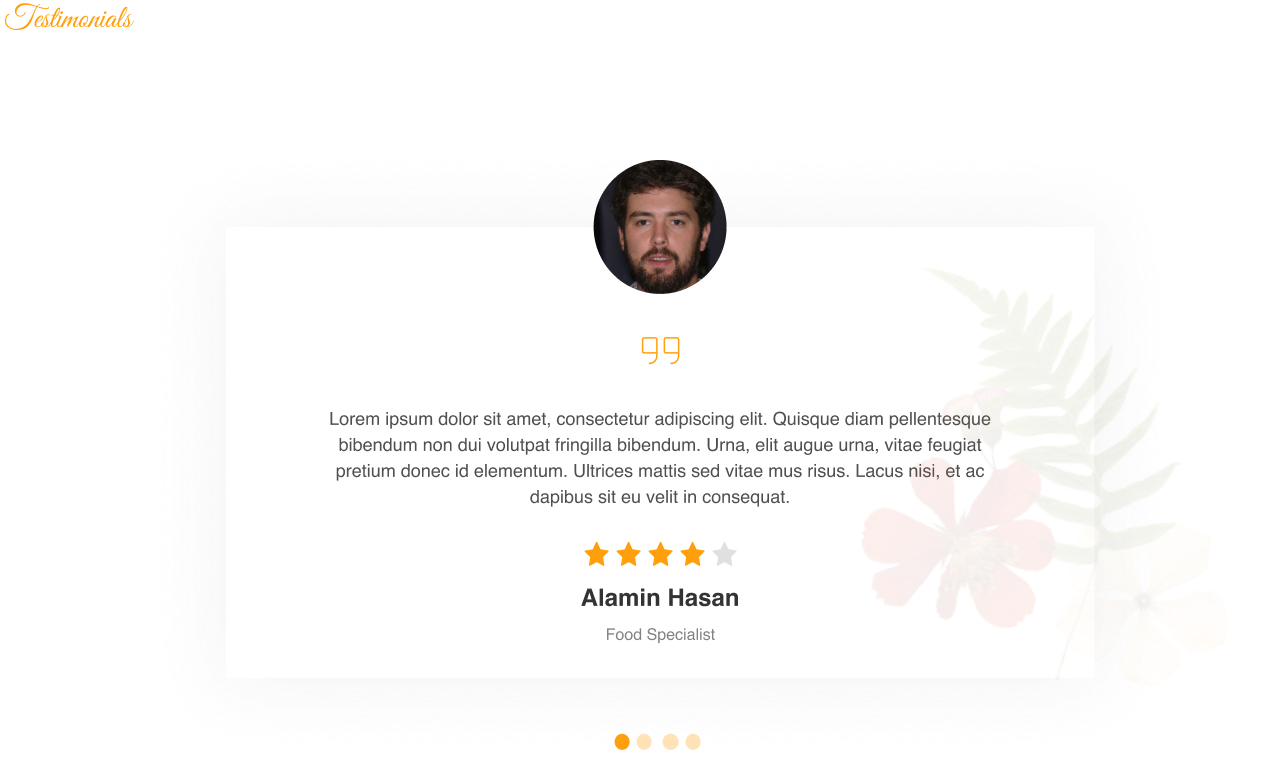 Testimonials
Lorem ipsum dolor sit amet, consectetur adipiscing elit. Quisque diam pellentesque
bibendum non dui volutpat fringilla bibendum. Urna, elit augue urna, vitae feugiat
pretium donec id elementum. Ultrices mattis sed vitae mus risus. Lacus nisi, et ac
dapibus sit eu velit in consequat.
Alamin Hasan
Food Specialist